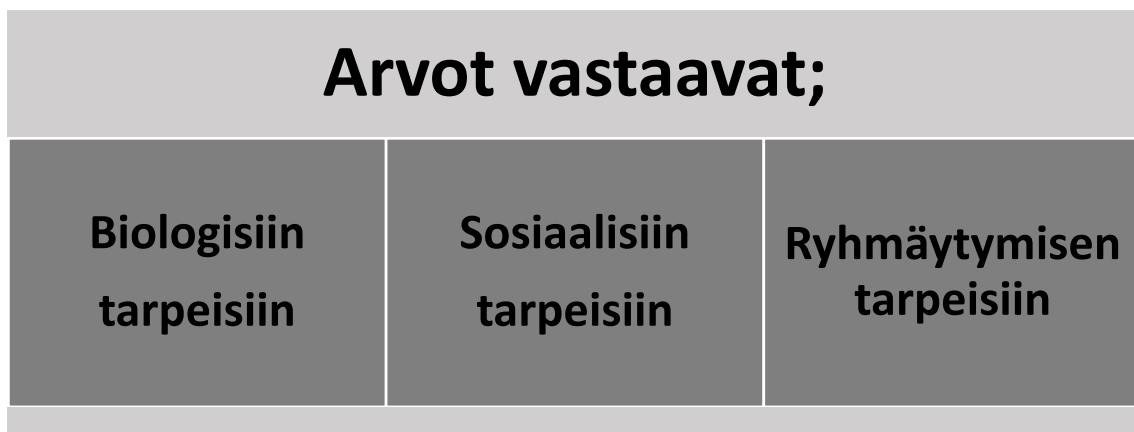 Arvot vastaavat;
Biologisiin
tarpeisiin
Sosiaalisiin
tarpeisiin
Ryhmäytymisen
tarpeisiin